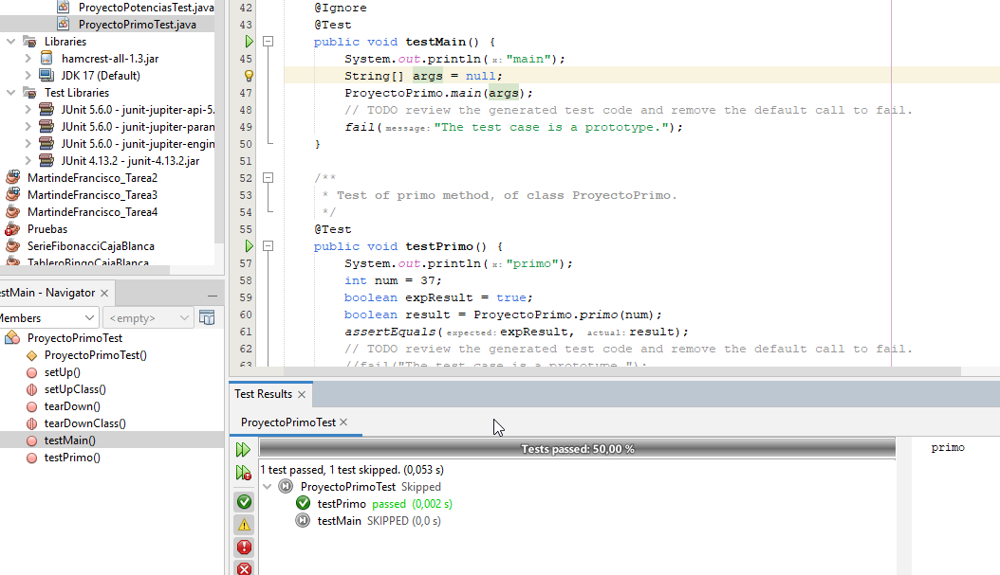 ProyectoPotenciasTest.java
ProyectoPrimoTest.java
Libraries
hamcrest-all-1.3.jar
JDK 17 (Default)
Test Libraries
JUnit 5.6.0 - junit-jupiter-api-5.
JUnit 5.6.0 - junit-jupiter-param
JUnit 5.6.0 - junit-jupiter-engin
JUnit 4.13.2 - junit-4.13.2.jar
MartindeFrancisco_Tarea2
MartindeFrancisco_Tarea3
MartindeFrancisco_Tarea4
Pruebas
SerieFibonacciCajaBlanca
TableroBingoCajaBlanca
estMain - Navigator
Members
<empty>
ProyectoPrimoTest
ProyectoPrimoTest()
setUp()
setUpClass()
tearDown()
tearDownClass()
testMain()
testPrimo()
42 @Ignore
43 @Test
public void testMain() {
45 System.out.println(x:"main");
String[] args = null;
47 ProyectoPrimo.main(args);
48 // TODO review the generated test code and remove the default call to fail.
49 fail(message:"The test case is a prototype.");
50 }
51
52 /**
53 * Test of primo method, of class ProyectoPrimo.
54 */
55 @Test
public void testPrimo() {
57 System.out.println(x:"primo");
58 int num = 37;
59 boolean expResult = true;
60 boolean result = ProyectoPrimo.primo(num);
61 assertEquals(expected:expResult, actual:result);
62 // TODO review the generated test code and remove the default call to fail.
63 //fail("The test case is a prototype.");
Test Results
ProyectoPrimoTest
Tests passed: 50,00 %
1 test passed, 1 test skipped. (0,053 s)
ProyectoPrimoTest Skipped
testPrimo passed (0,002 s)
testMain SKIPPED (0,0 s)
primo